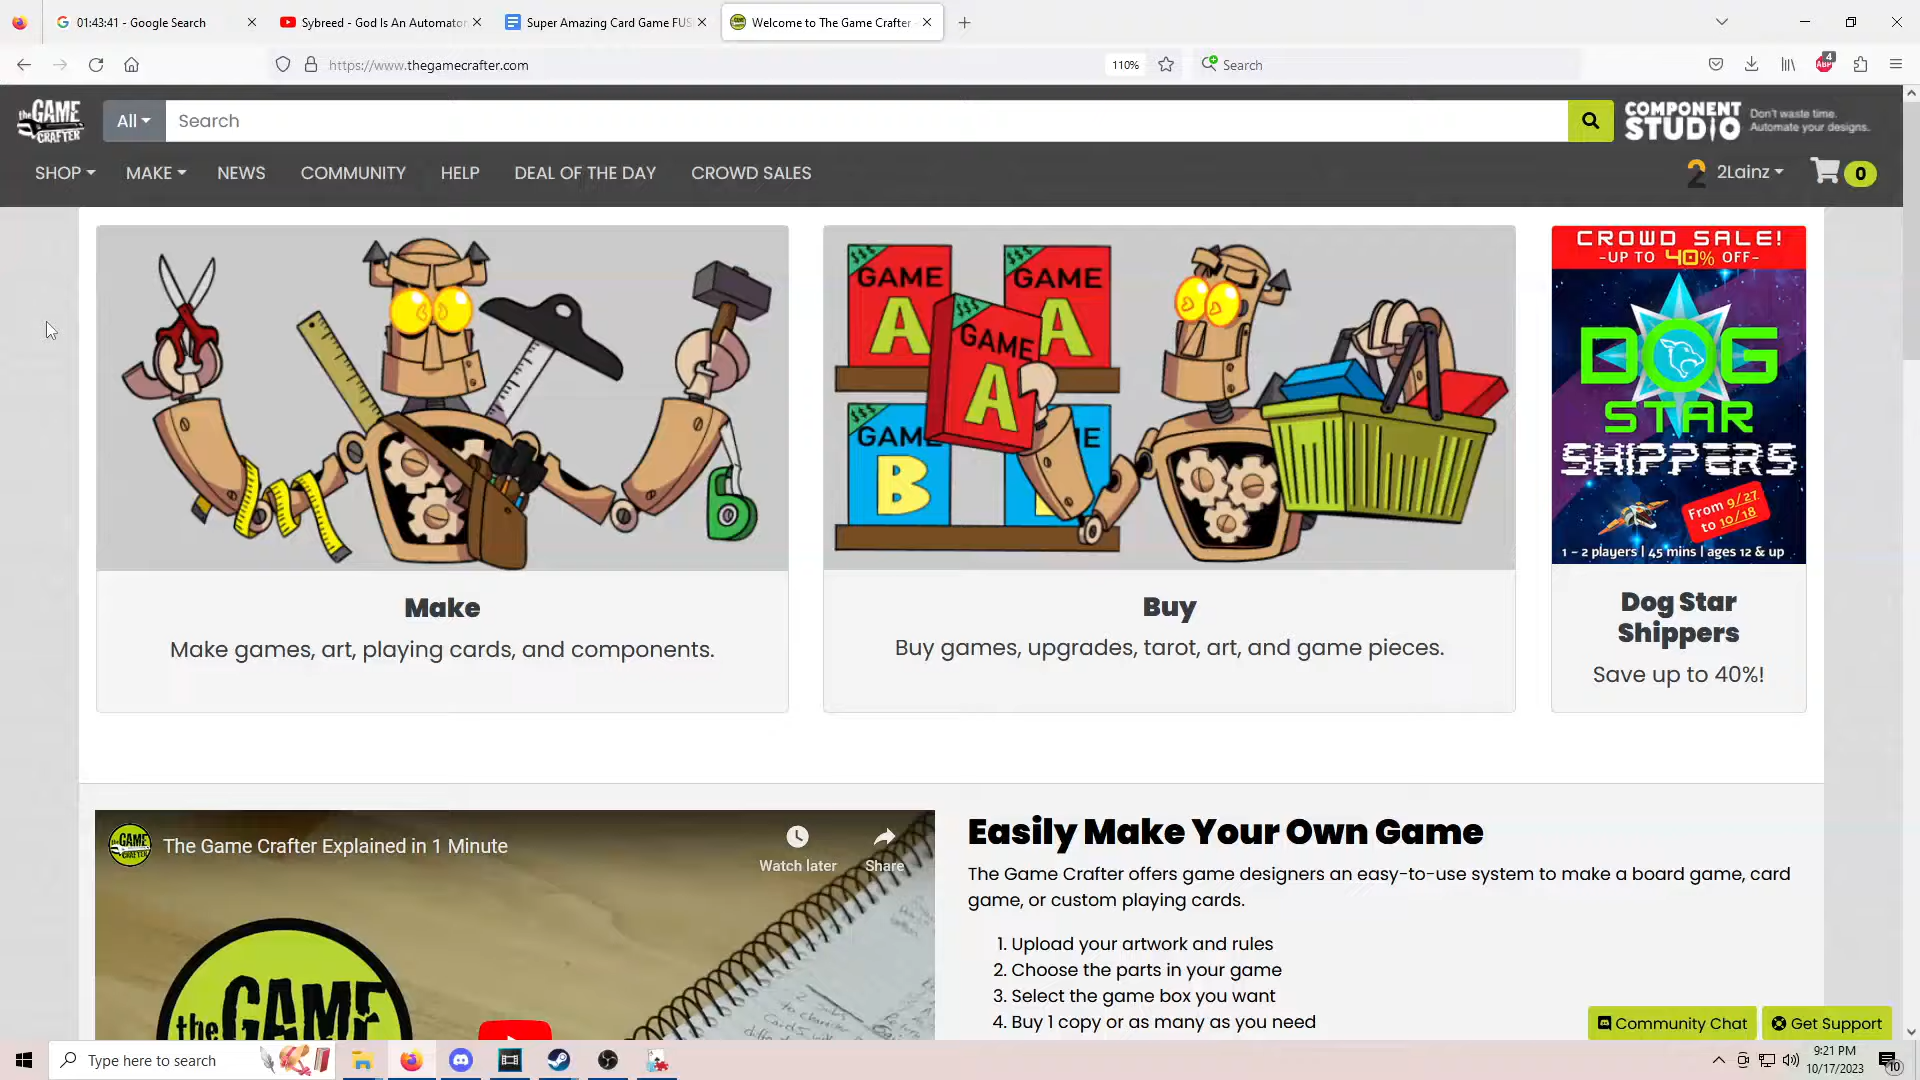 01:43:41 - Google Search
Sybreed - God Is An Automaton
Super Amazing Card Game FUS
Welcome to The Game Crafter
https://www.thegamecrafter.com
110%
Search
4
the GAME CRAFTER
All
Search
COMPONENT STUDIO
Don't waste time.
Automate your designs.
SHOP
MAKE
NEWS
COMMUNITY
HELP
DEAL OF THE DAY
CROWD SALES
2Lainz
0
$$$
GAME
A
$$$
GAME
A
$$$
GAME
A
$$$
GAME
B
CROWD SALE!
-UP TO 40% OFF-
DOG
STAR
SHIPPERS
From 9/27
to 10/18
1 - 2 players | 45 mins | ages 12 & up
Make
Make games, art, playing cards, and components.
Buy
Buy games, upgrades, tarot, art, and game pieces.
Dog Star
Shippers
Save up to 40%!
The Game Crafter Explained in 1 Minute
Watch later
Share
the GAME
Easily Make Your Own Game
The Game Crafter offers game designers an easy-to-use system to make a board game, card
game, or custom playing cards.
1. Upload your artwork and rules
2. Choose the parts in your game
3. Select the game box you want
4. Buy 1 copy or as many as you need
Community Chat
Get Support
Type here to search
9:21 PM
10/17/2023
10